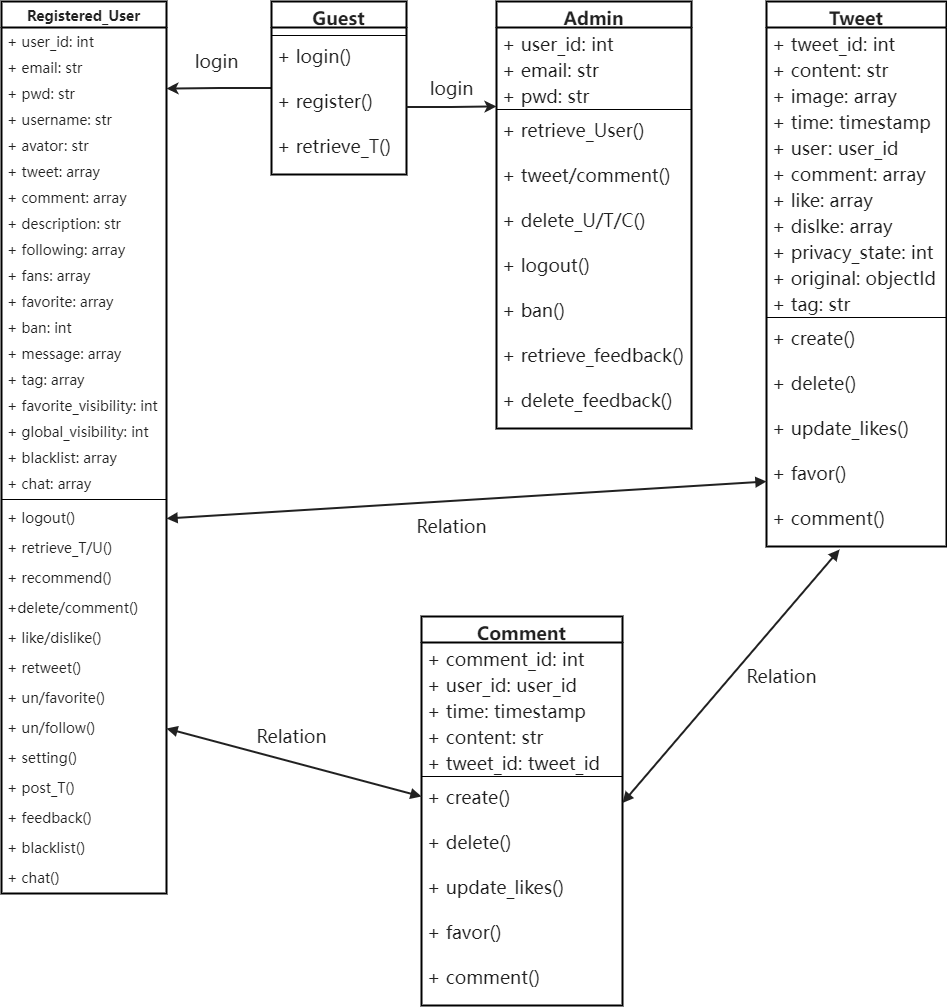 Registered_User
+ user_id: int
+ email: str
+ pwd: str
+ username: str
+ avator: str
+ tweet: array
+ comment: array
+ description: str
+ following: array
+ fans: array
+ favorite: array
+ ban: int
+ message: array
+ tag: array
+ favorite_visibility: int
+ global_visibility: int
+ blacklist: array
+ chat: array
+ logout()
+ retrieve_T/U()
+ recommend()
+delete/comment()
+ like/dislike()
+ retweet()
+ un/favorite()
+ un/follow()
+ setting()
+ post_T()
+ feedback()
+ blacklist()
+ chat()
login
Guest
+ login()
+ register()
+ retrieve_T()
login
Admin
+ user_id: int
+ email: str
+ pwd: str
+ retrieve_User()
+ tweet/comment()
+ delete_U/T/C()
+ logout()
+ ban()
+ retrieve_feedback()
+ delete_feedback()
Tweet
+ tweet_id: int
+ content: str
+ image: array
+ time: timestamp
+ user: user_id
+ comment: array
+ like: array
+ dislke: array
+ privacy_state: int
+ original: objectId
+ tag: str
+ create()
+ delete()
+ update_likes()
+ favor()
+ comment()
Relation
Relation
Relation
Comment
+ comment_id: int
+ user_id: user_id
+ time: timestamp
+ content: str
+ tweet_id: tweet_id
+ create()
+ delete()
+ update_likes()
+ favor()
+ comment()